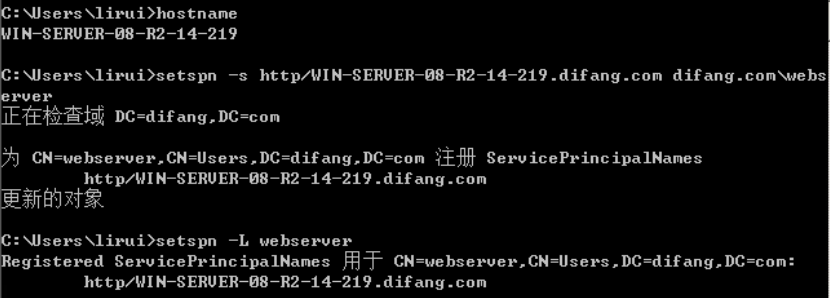 C:\Users\lirui>hostname
WIN-SERVER-08-R2-14-219
C:\Users\lirui>setspn -s http/WIN-SERVER-08-R2-14-219.difang.com difang.com\webs
erver
正在检查域 DC=difang,DC=com
为 CN=webserver,CN=Users,DC=difang,DC=com 注册 ServicePrincipalNames
http/WIN-SERVER-08-R2-14-219.difang.com
更新的对象
C:\Users\lirui>setspn -L webserver
Registered ServicePrincipalNames 用于 CN=webserver,CN=Users,DC=difang,DC=com:
http/WIN-SERVER-08-R2-14-219.difang.com